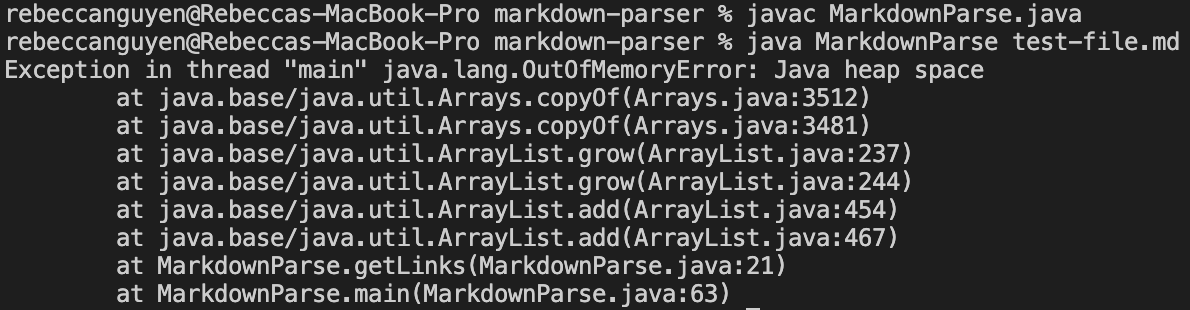 rebeccanguyen@Rebeccas-MacBook-Pro markdown-parser % javac MarkdownParse.java
rebeccanguyen@Rebeccas-MacBook-Pro markdown-parser % java MarkdownParse test-file.md
Exception in thread "main" java.lang.OutOfMemoryError: Java heap space
        at java.base/java.util.Arrays.copyOf(Arrays.java:3512)
        at java.base/java.util.Arrays.copyOf(Arrays.java:3481)
        at java.base/java.util.ArrayList.grow(ArrayList.java:237)
        at java.base/java.util.ArrayList.grow(ArrayList.java:244)
        at java.base/java.util.ArrayList.add(ArrayList.java:454)
        at java.base/java.util.ArrayList.add(ArrayList.java:467)
        at MarkdownParse.getLinks(MarkdownParse.java:21)
        at MarkdownParse.main(MarkdownParse.java:63)